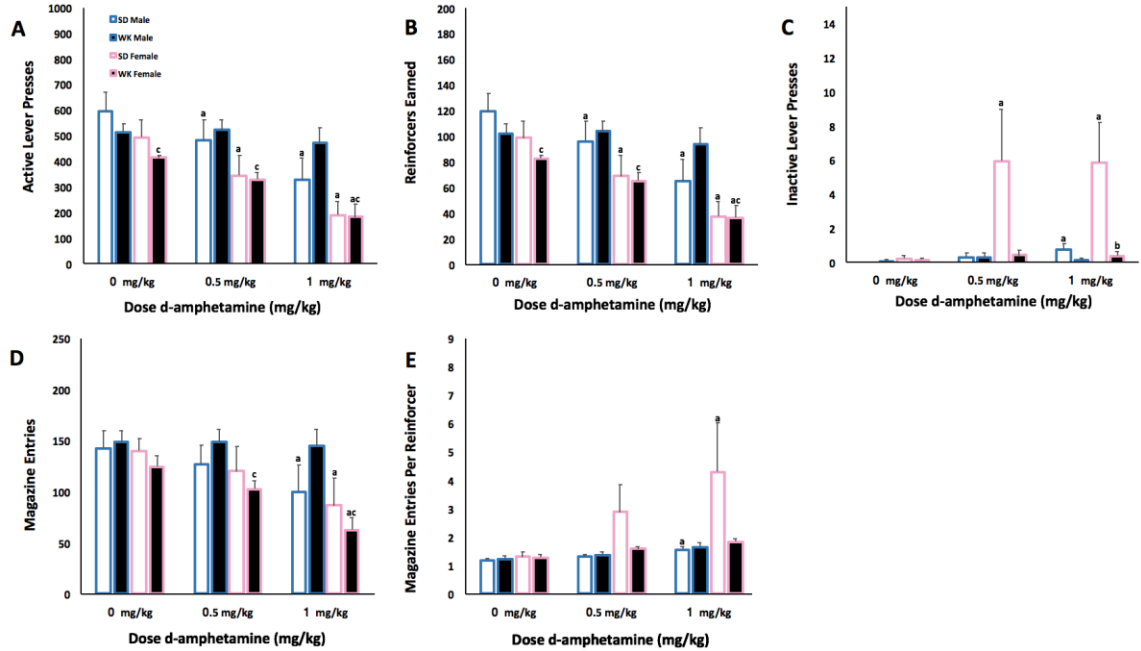 A
SD Male
WK Male
SD Female
WK Female
Active Lever Presses
1000
900
800
700
600
500
400
300
200
100
0
c
a
a
c
a
a
ac
0 mg/kg
0.5 mg/kg
1 mg/kg
Dose d-amphetamine (mg/kg)
B
Reinforcers Earned
200
180
160
140
120
100
80
60
40
20
0
c
a
a
c
a
a
ac
0 mg/kg
0.5 mg/kg
1 mg/kg
Dose d-amphetamine (mg/kg)
C
Inactive Lever Presses
14
12
10
8
6
4
2
0
a
a
a
b
0 mg/kg
0.5 mg/kg
1 mg/kg
Dose d-amphetamine (mg/kg)
D
Magazine Entries
250
200
150
100
50
0
c
a
a
ac
0 mg/kg
0.5 mg/kg
1 mg/kg
Dose d-amphetamine (mg/kg)
E
Magazine Entries Per Reinforcer
9
8
7
6
5
4
3
2
1
0
a
a
0 mg/kg
0.5 mg/kg
1 mg/kg
Dose d-amphetamine (mg/kg)